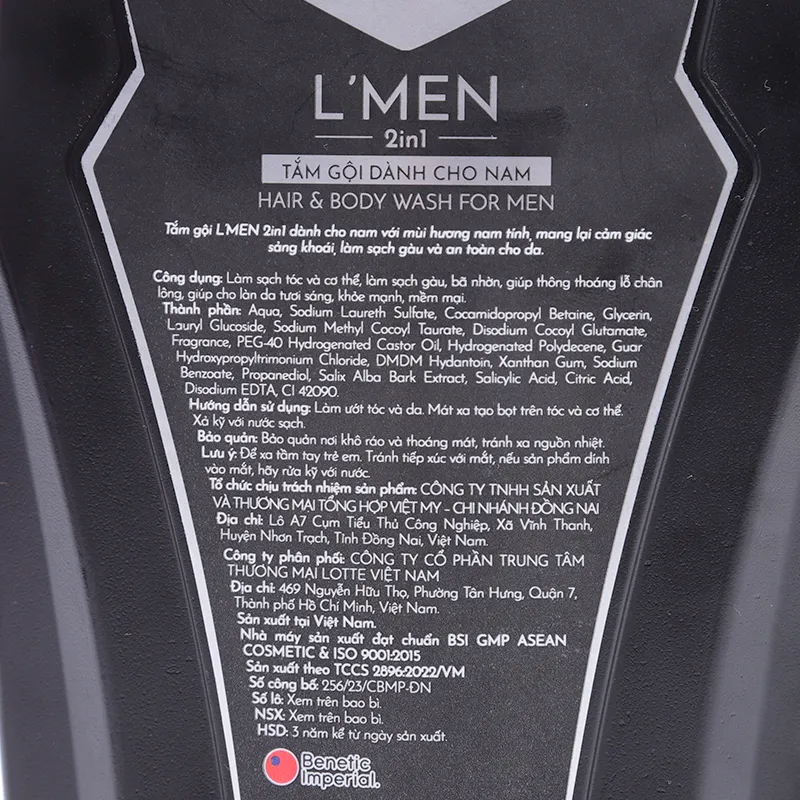 L'MEN
2in1
TẮM GỘI DÀNH CHO NAM
HAIR & BODY WASH FOR MEN
Tắm gội L'MEN 2in1 dành cho nam với mùi hương nam tính, mang lại cảm giác
sảng khoái, làm sạch gàu và an toàn cho da.
Công dụng: Làm sạch tóc và cơ thể, làm sạch gàu, bã nhờn, giúp thông thoáng lỗ chân
lông, giúp cho làn da tươi sáng, khỏe mạnh, mềm mại.
Thành phần: Aqua, Sodium Laureth Sulfate, Cocamidopropyl Betaine, Glycerin,
Lauryl Glucoside, Sodium Methyl Cocoyl Taurate, Disodium Cocoyl Glutamate,
Fragrance, PEG-40 Hydrogenated Castor Oil, Hydrogenated Polydecene, Guar
Hydroxypropyltrimonium Chloride, DMDM Hydantoin, Xanthan Gum, Sodium
Benzoate, Propanediol, Salix Alba Bark Extract, Salicylic Acid, Citric Acid,
Disodium EDTA, CI 42090.
Hướng dẫn sử dụng: Làm ướt tóc và da. Mát xa tạo bọt trên tóc và cơ thể.
Xả kỹ với nước sạch.
Bảo quản: Bảo quản nơi khô ráo và thoáng mát, tránh xa nguồn nhiệt.
Lưu ý: Để xa tầm tay trẻ em. Tránh tiếp xúc với mắt, nếu sản phẩm dính
vào mắt, hãy rửa kỹ với nước.
Tổ chức chịu trách nhiệm sản phẩm: CÔNG TY TNHH SẢN XUẤT
VÀ THƯƠNG MẠI TỔNG HỢP VIỆT MY - CHI NHÁNH ĐỒNG NAI
Địa chỉ: Lô A7 Cụm Tiểu Thủ Công Nghiệp, Xã Vĩnh Thanh,
Huyện Nhơn Trạch, Tỉnh Đồng Nai, Việt Nam.
Công ty phân phối: CÔNG TY CỔ PHẦN TRUNG TÂM
THƯƠNG MẠI LOTTE VIỆT NAM
Địa chỉ: 469 Nguyễn Hữu Thọ, Phường Tân Hưng, Quận 7,
Thành phố Hồ Chí Minh, Việt Nam.
Sản xuất tại Việt Nam.
Nhà máy sản xuất đạt chuẩn BSI GMP ASEAN
COSMETIC & ISO 9001:2015
Sản xuất theo TCCS 2896:2022/VM
Số công bố: 256/23/CBMP-ĐN
Số lô: Xem trên bao bì.
NSX: Xem trên bao bì.
HSD: 3 năm kể từ ngày sản xuất.
Benetic
Imperial.